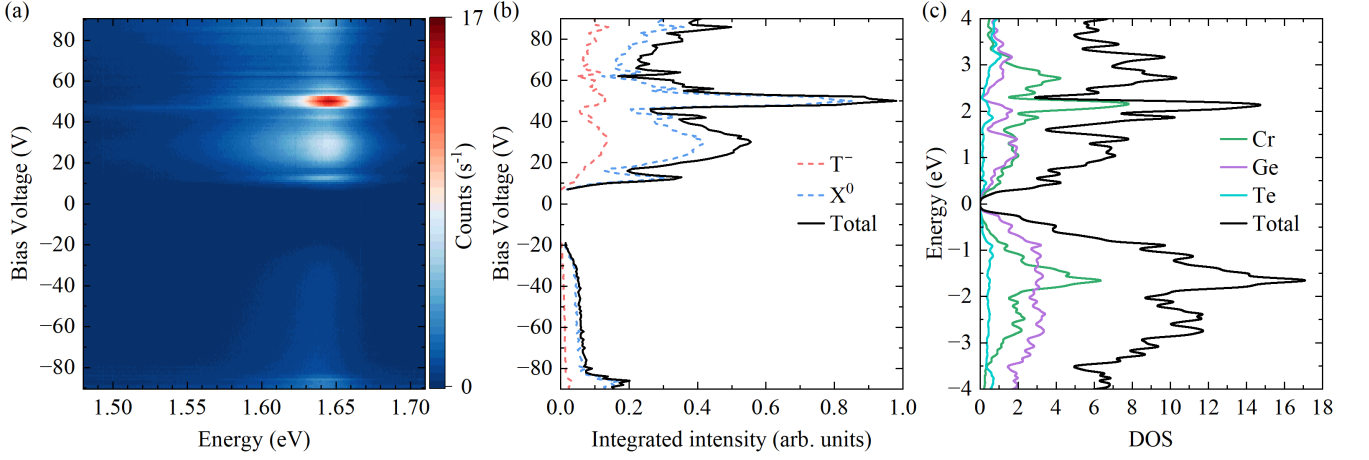 (a)
80
60
40
20
0
−20
−40
−60
−80
Bias Voltage (V)
1.50
1.55
1.60
1.65
1.70
Energy (eV)
17
0
Counts (s⁻¹)
(b)
80
60
40
20
0
−20
−40
−60
−80
Bias Voltage (V)
T⁻
X⁰
Total
0.0
0.2
0.4
0.6
0.8
1.0
Integrated intensity (arb. units)
(c)
4
3
2
1
0
−1
−2
−3
−4
Energy (eV)
Cr
Ge
Te
Total
0
2
4
6
8
10
12
14
16
18
DOS